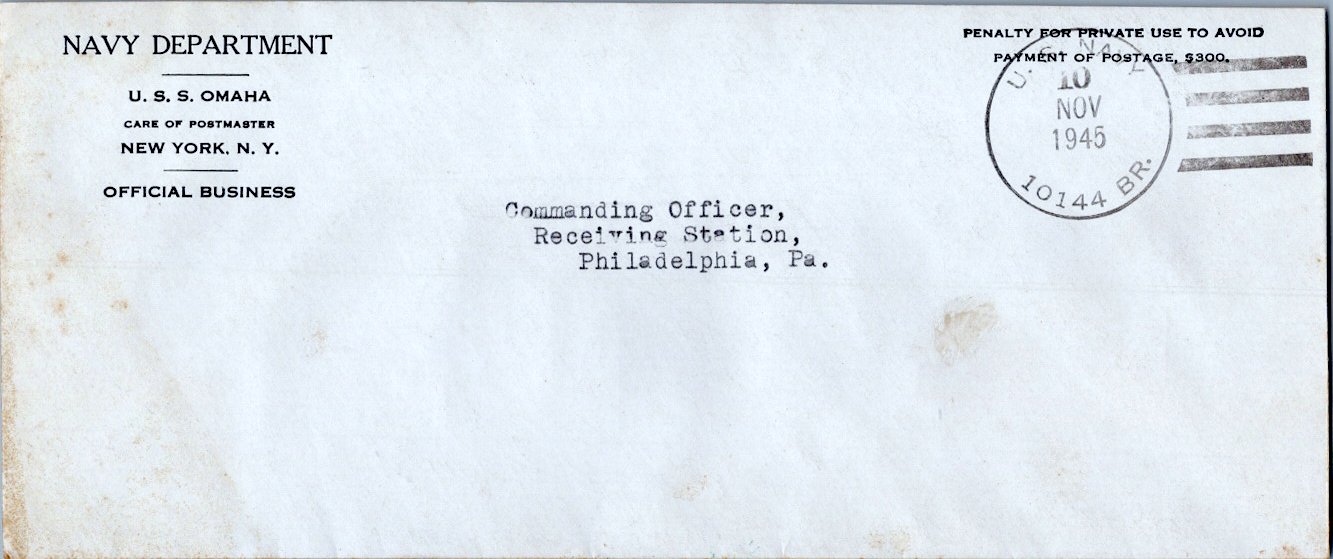 NAVY DEPARTMENT
U. S. S. OMAHA
CARE OF POSTMASTER
NEW YORK, N. Y.
OFFICIAL BUSINESS
PENALTY FOR PRIVATE USE TO AVOID
PAYMENT OF POSTAGE, $300.
U. S. NAVY
10
NOV
1945
10144 BR.
Commanding Officer,
Receiving Station,
Philadelphia, Pa.